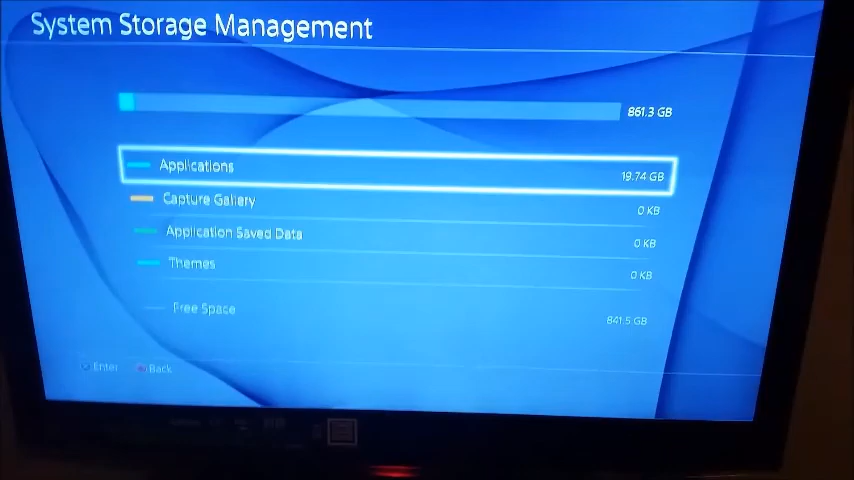 System Storage Management
861.3 GB
Applications 19.74 GB
Capture Gallery 0 KB
Application Saved Data 0 KB
Themes 0 KB
Free Space 841.5 GB
Enter Back